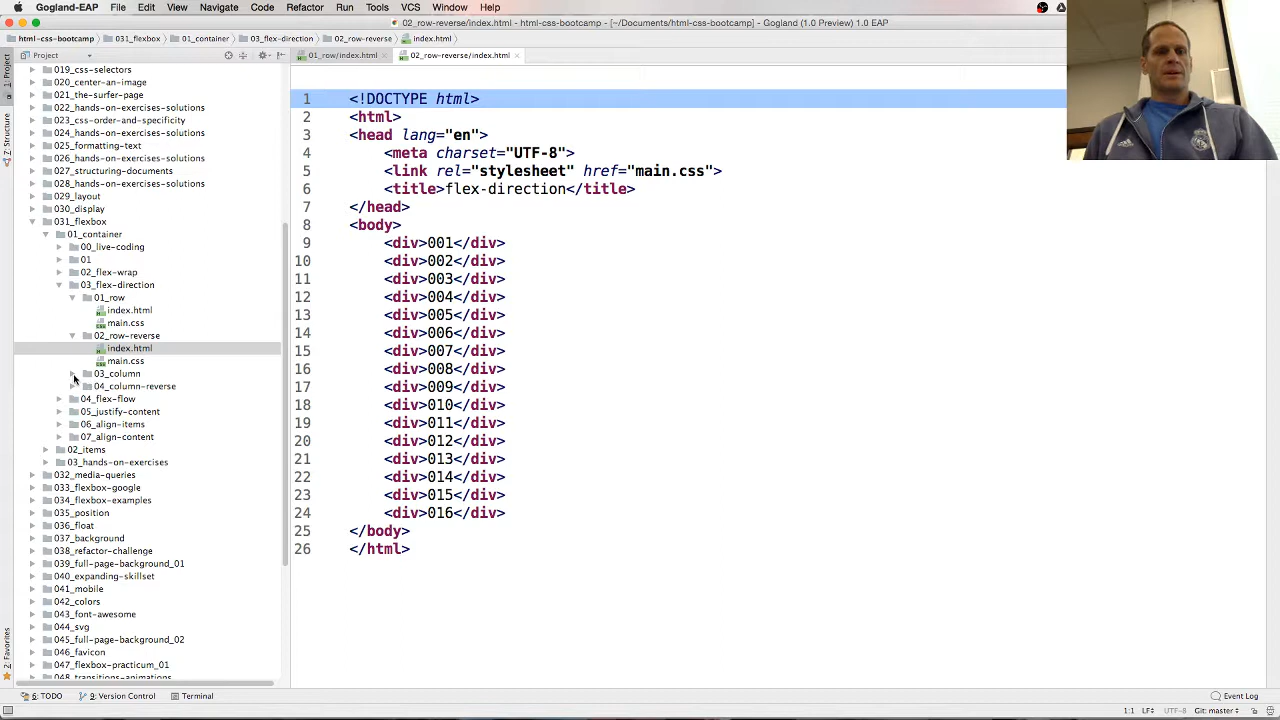 Gogland-EAP File Edit View Navigate Code Refactor Run Tools VCS Window Help
02_row-reverse/index.html - html-css-bootcamp - [~/Documents/html-css-bootcamp] - Gogland (1.0 Preview) 1.0 EAP
html-css-bootcamp 031_flexbox 01_container 03_flex-direction 02_row-reverse index.html
Project
01_row/index.html 02_row-reverse/index.html
1: Project
Z: Structure
2: Favorites
019_css-selectors
020_center-an-image
021_the-surfer-page
022_hands-on-exercises-solutions
023_css-order-and-specificity
024_hands-on-exercises-solutions
025_formatting-text
026_hands-on-exercises-solutions
027_structuring-documents
028_hands-on-exercises-solutions
029_layout
030_display
031_flexbox
01_container
00_live-coding
01
02_flex-wrap
03_flex-direction
01_row
index.html
main.css
02_row-reverse
index.html
main.css
03_column
04_column-reverse
04_flex-flow
05_justify-content
06_align-items
07_align-content
02_items
03_hands-on-exercises
032_media-queries
033_flexbox-google
034_flexbox-examples
035_position
036_float
037_background
038_refactor-challenge
039_full-page-background_01
040_expanding-skillset
041_mobile
042_colors
043_font-awesome
044_svg
045_full-page-background_02
046_favicon
047_flexbox-practicum_01
048_transitions-animations
1 <!DOCTYPE html>
2 <html>
3 <head lang="en">
4 <meta charset="UTF-8">
5 <link rel="stylesheet" href="main.css">
6 <title>flex-direction</title>
7 </head>
8 <body>
9 <div>001</div>
10 <div>002</div>
11 <div>003</div>
12 <div>004</div>
13 <div>005</div>
14 <div>006</div>
15 <div>007</div>
16 <div>008</div>
17 <div>009</div>
18 <div>010</div>
19 <div>011</div>
20 <div>012</div>
21 <div>013</div>
22 <div>014</div>
23 <div>015</div>
24 <div>016</div>
25 </body>
26 </html>
6: TODO 9: Version Control Terminal Event Log
1:1 LF÷ UTF-8 Git: master÷